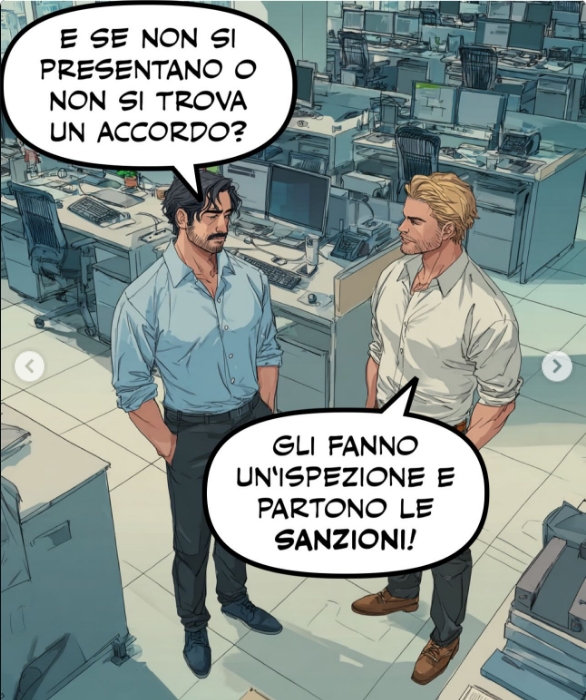 E SE NON SI
PRESENTANO O
NON SI TROVA
UN ACCORDO?
GLI FANNO
UN'ISPEZIONE E
PARTONO LE
SANZIONI!